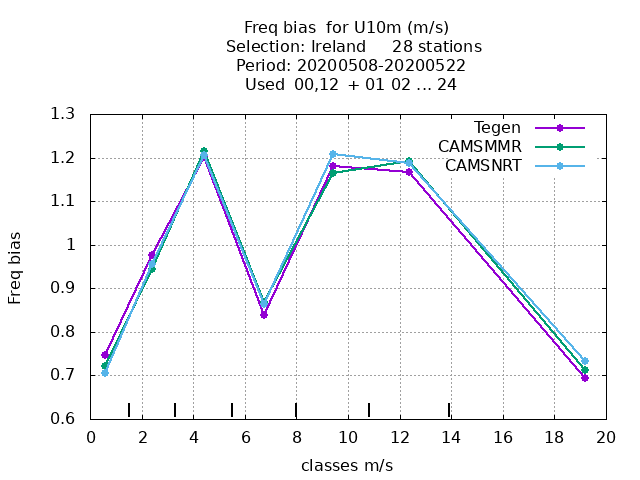 Freq bias  for U10m (m/s)
Selection: Ireland     28 stations
Period: 20200508-20200522
Used  00,12  + 01 02 ... 24
Tegen
CAMSMMR
CAMSNRT
1.3
1.2
1.1
1
0.9
0.8
0.7
0.6
Freq bias
0 2 4 6 8 10 12 14 16 18 20
classes m/s